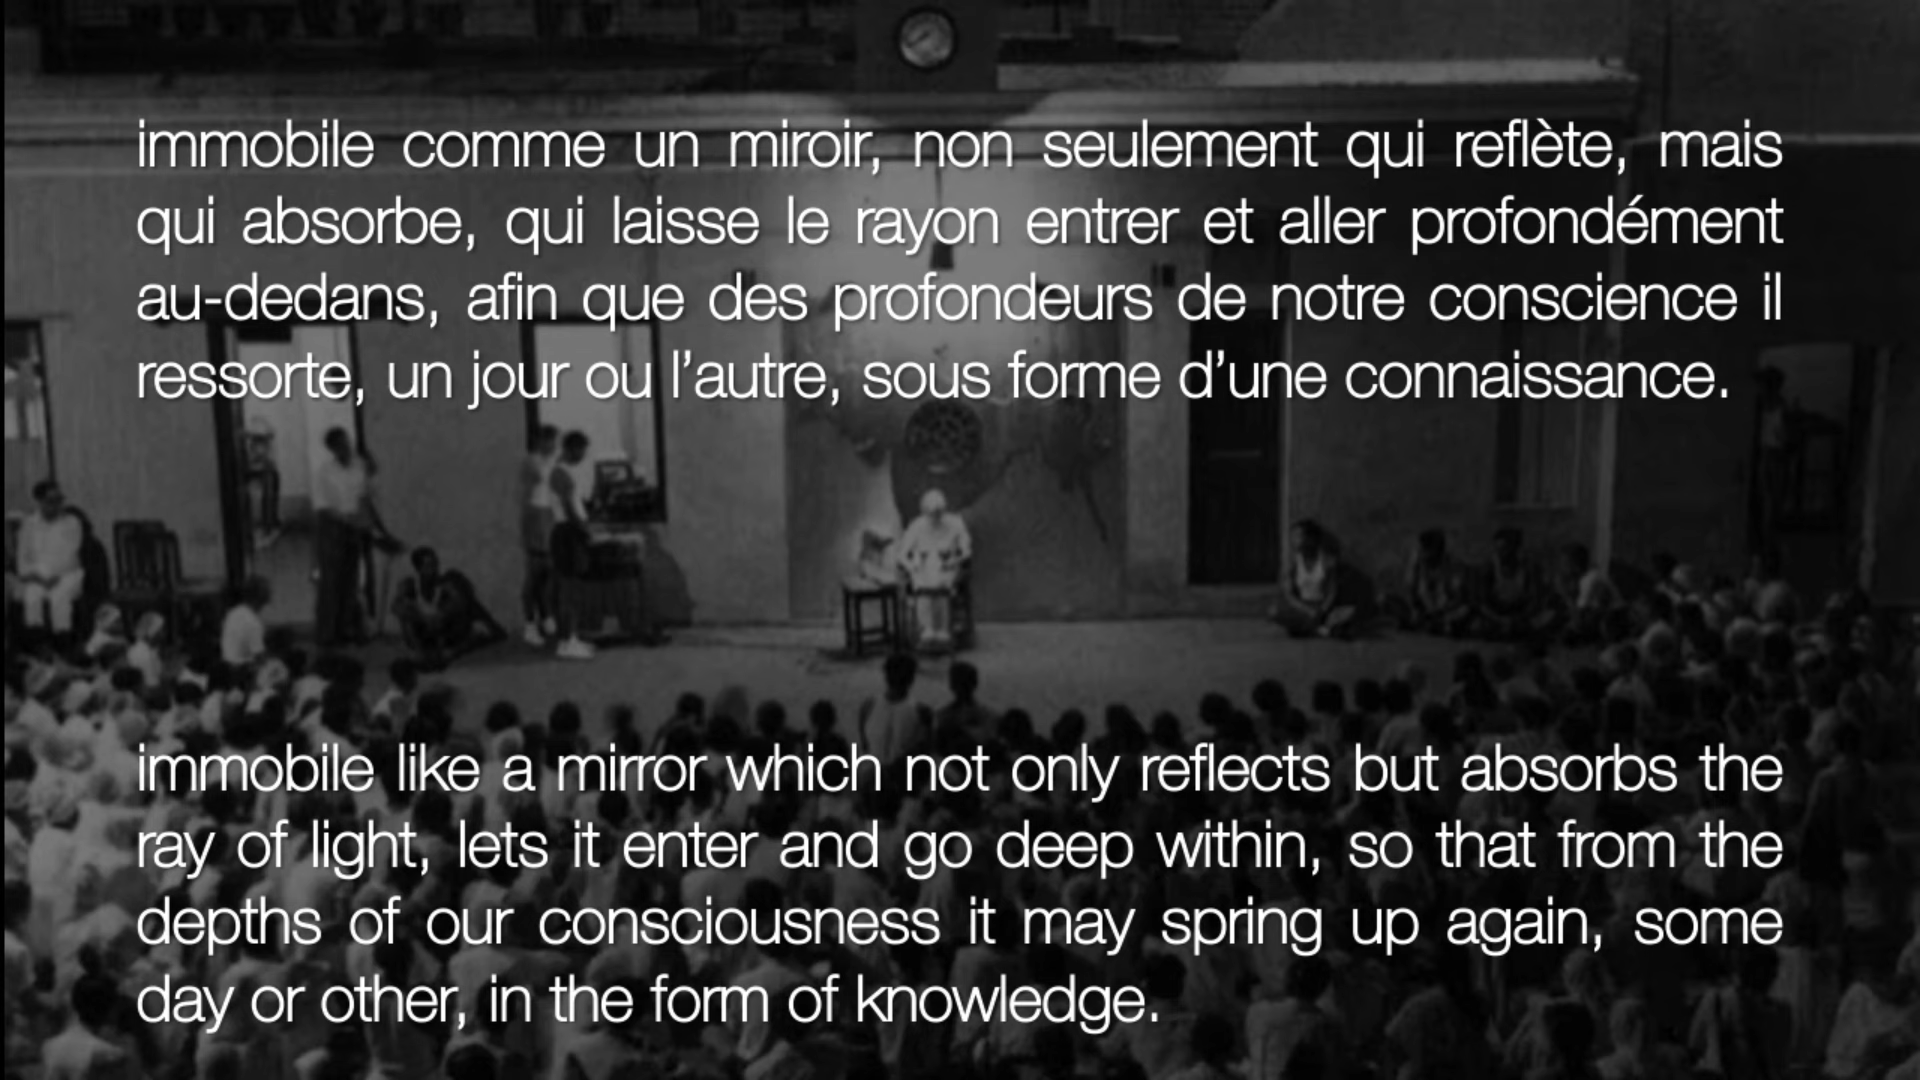 immobile comme un miroir, non seulement qui reflète, mais
qui absorbe, qui laisse le rayon entrer et aller profondément
au-dedans, afin que des profondeurs de notre conscience il
ressorte, un jour ou l’autre, sous forme d’une connaissance.
immobile like a mirror which not only reflects but absorbs the
ray of light, lets it enter and go deep within, so that from the
depths of our consciousness it may spring up again, some
day or other, in the form of knowledge.